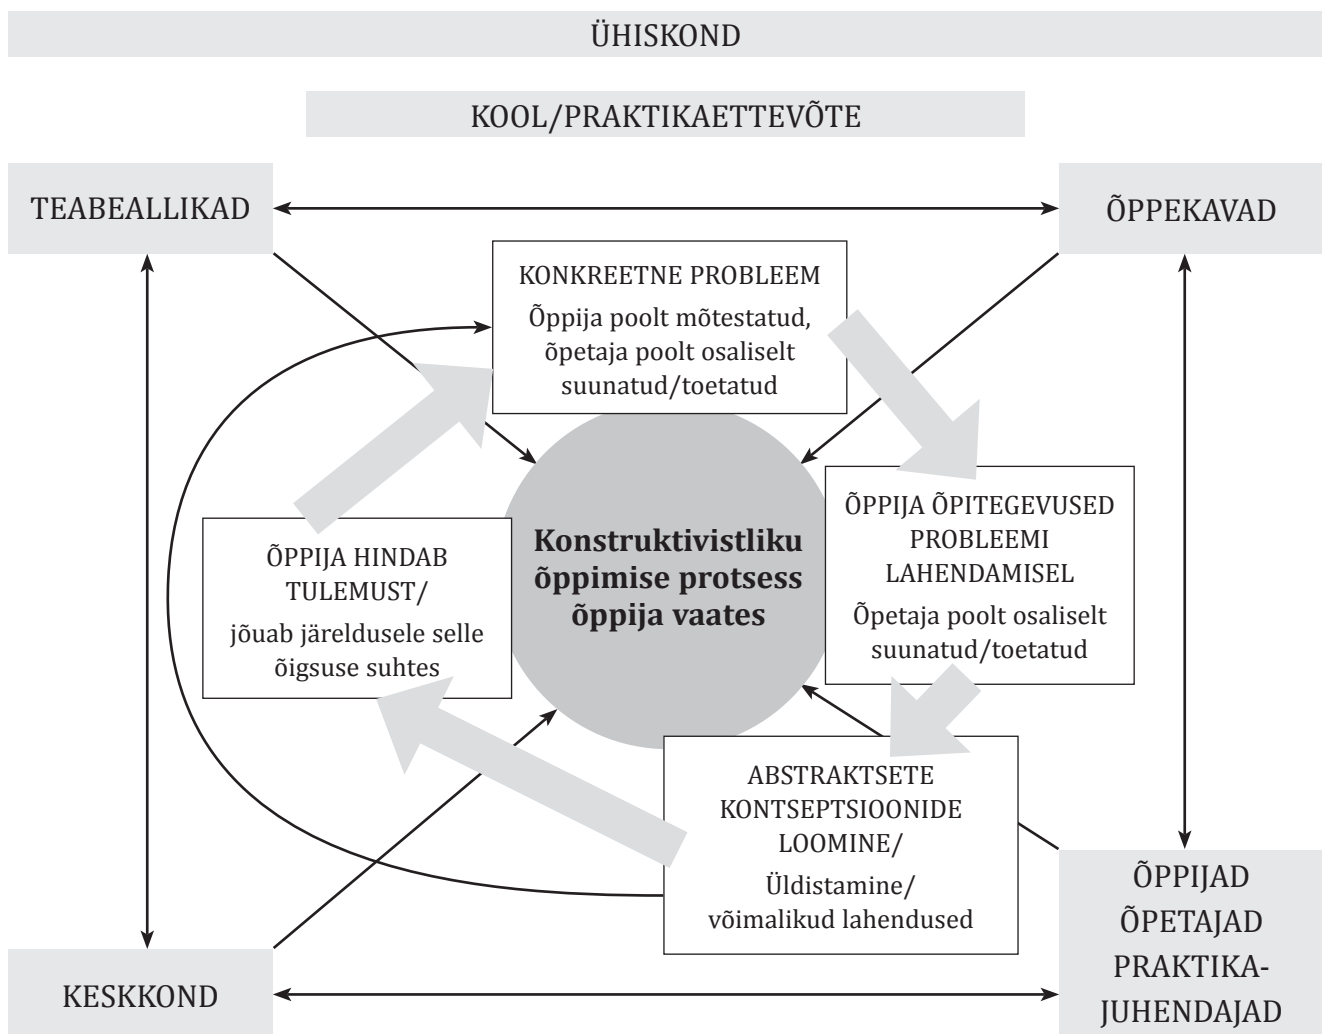 ÜHISKOND
KOOL/PRAKTIKAETTEVÕTE
TEABEALLIKAD
ÕPPEKAVAD
KONKREETNE PROBLEEM
Õppija poolt mõtestatud,
õpetaja poolt osaliselt
suunatud/toetatud
ÕPPIJA ÕPITEGEVUSED
PROBLEEMI
LAHENDAMISEL
Õpetaja poolt osaliselt
suunatud/toetatud
Konstruktivistliku
õppimise protsess
õppija vaates
ÕPPIJA HINDAB
TULEMUST/
jõuab järeldusele selle
õigsuse suhtes
ABSTRAKTSETE
KONTSEPTSIOONIDE
LOOMINE/
Üldistamine/
võimalikud lahendused
KESKKOND
ÕPPIJAD
ÕPETAJAD
PRAKTIKA-
JUHENDAJAD